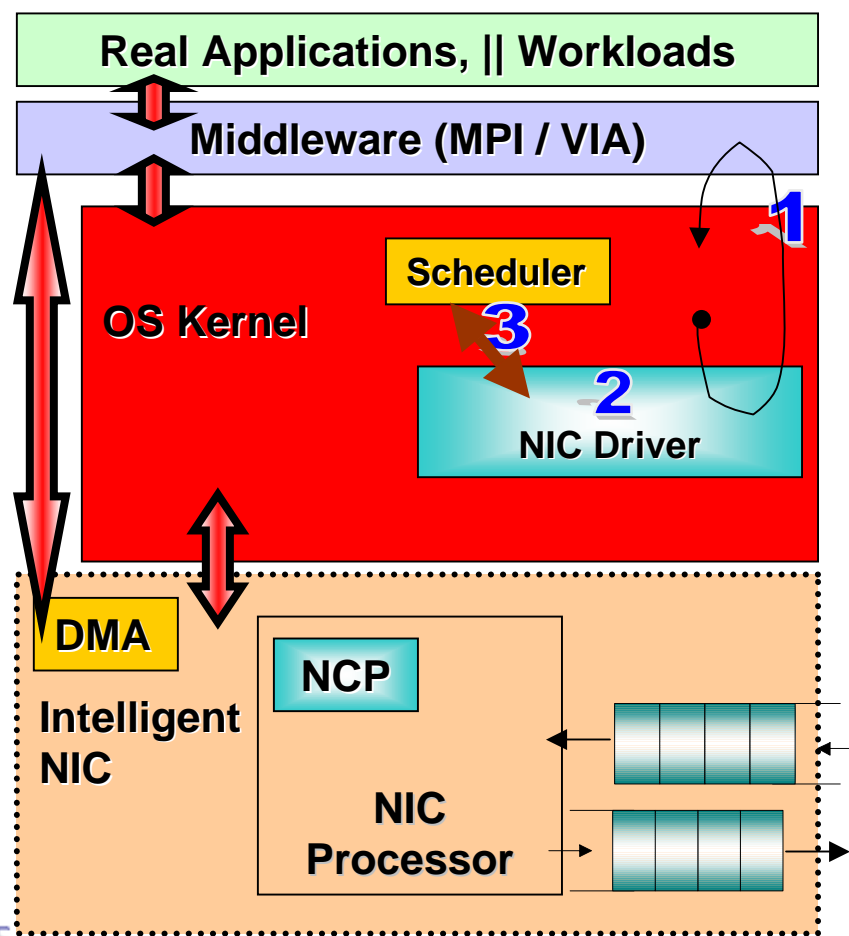 Real Applications, || Workloads
Middleware (MPI / VIA)
1
Scheduler
OS Kernel
3
2
NIC Driver
DMA
NCP
Intelligent
NIC
NIC
Processor